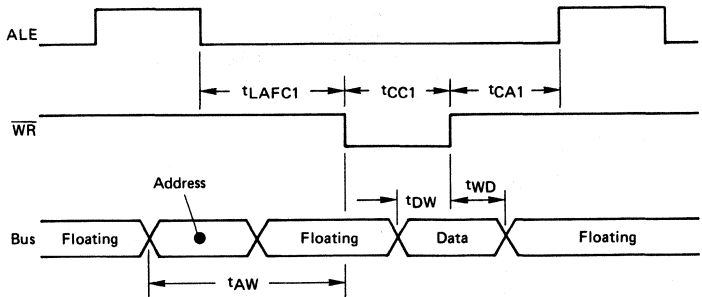 ALE
tLAFC1 tCC1 tCA1
WR
Address
tDW tWD
Bus Floating Floating Data Floating
tAW